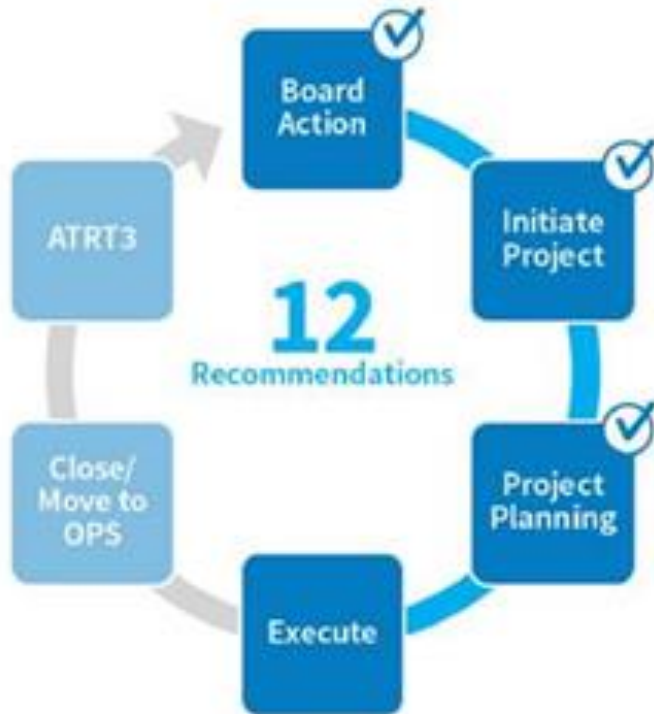 Board
Action
Initiate
Project
Project
Planning
Execute
Close/
Move to
OPS
ATRT3
12
Recommendations